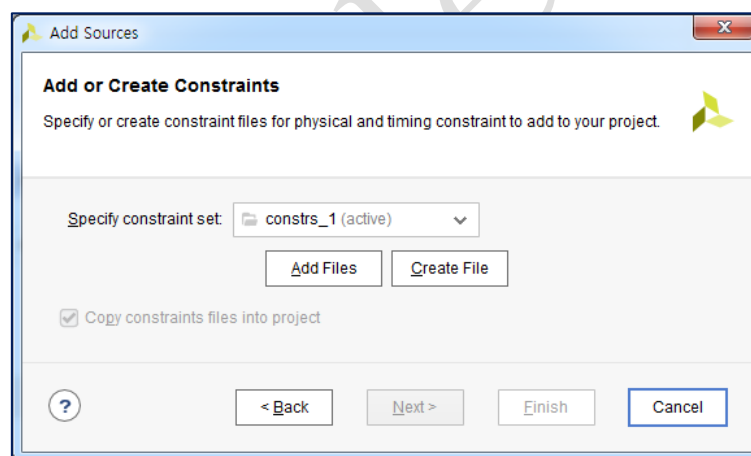 Add Sources
Add or Create Constraints
Specify or create constraint files for physical and timing constraint to add to your project.
Specify constraint set: constrs_1 (active)
Add Files Create File
Copy constraints files into project
? < Back Next > Finish Cancel